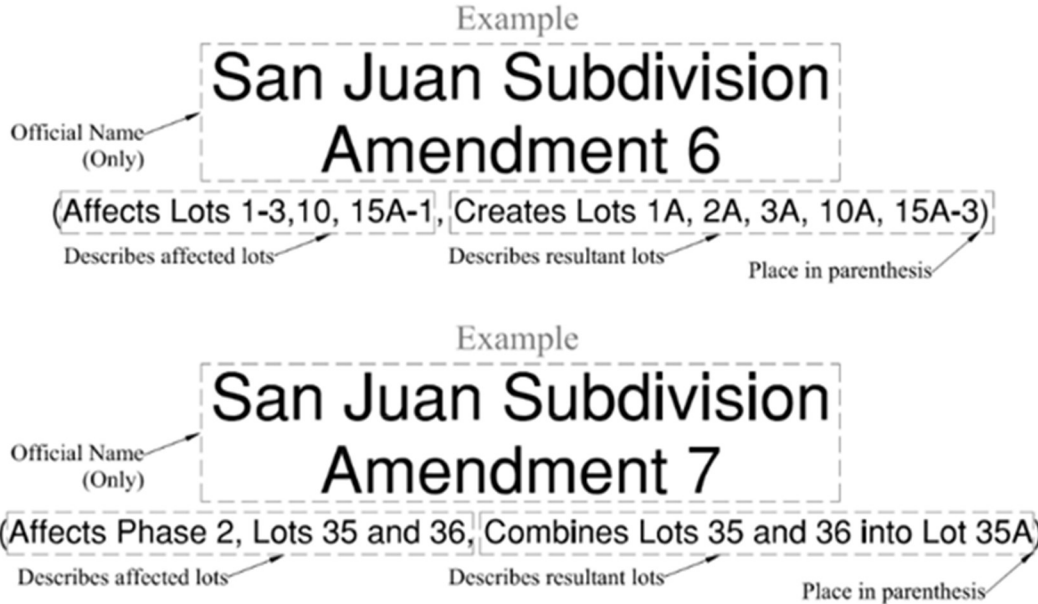 Example
San Juan Subdivision
Amendment 6
Official Name
(Only)
(Affects Lots 1-3,10, 15A-1, Creates Lots 1A, 2A, 3A, 10A, 15A-3)
Describes affected lots
Describes resultant lots
Place in parenthesis
Example
San Juan Subdivision
Amendment 7
Official Name
(Only)
(Affects Phase 2, Lots 35 and 36, Combines Lots 35 and 36 into Lot 35A)
Describes affected lots
Describes resultant lots
Place in parenthesis